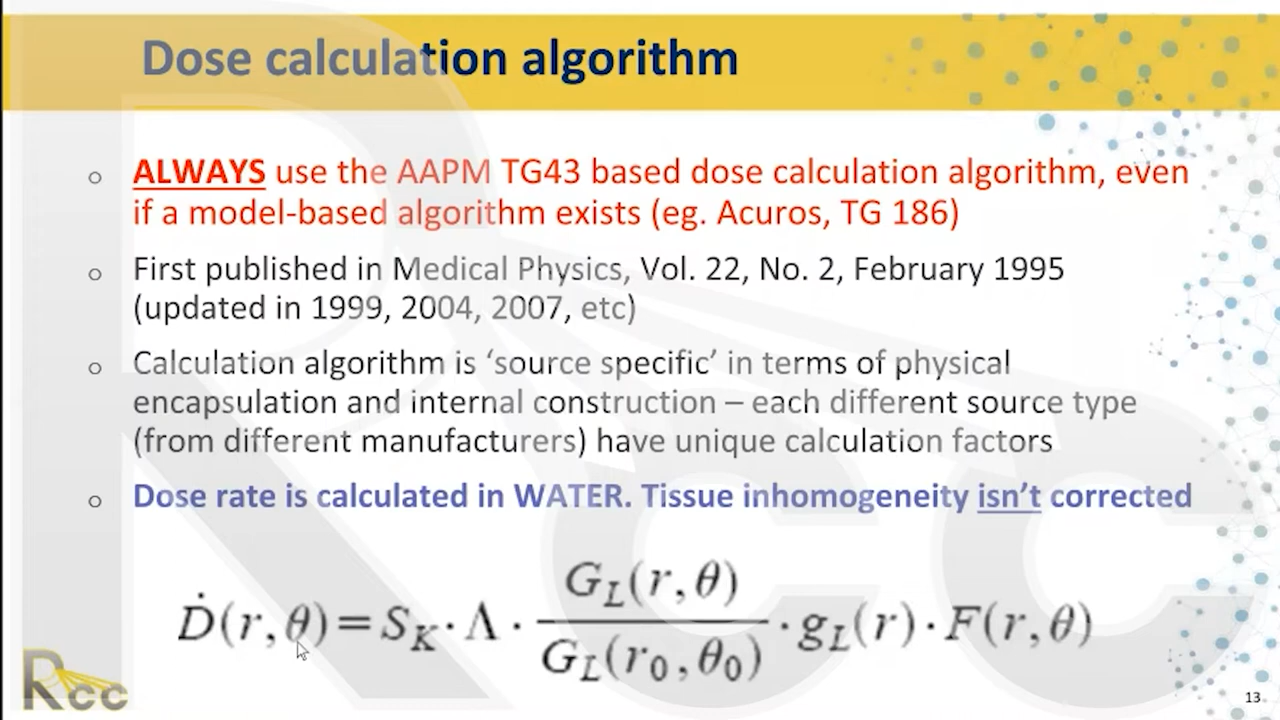 Dose calculation algorithm
ALWAYS use the AAPM TG43 based dose calculation algorithm, even
if a model-based algorithm exists (eg. Acuros, TG 186)
First published in Medical Physics, Vol. 22, No. 2, February 1995
(updated in 1999, 2004, 2007, etc)
Calculation algorithm is ‘source specific’ in terms of physical
encapsulation and internal construction – each different source type
(from different manufacturers) have unique calculation factors
Dose rate is calculated in WATER. Tissue inhomogeneity isn’t corrected
Ḋ(r,θ)=S_K·Λ·G_L(r,θ)/G_L(r₀,θ₀)·g_L(r)·F(r,θ)
Rcc
Rcc
13